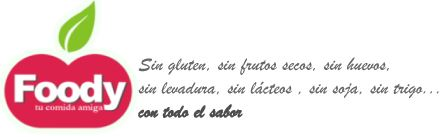 Foody
tu comida amiga
Sin gluten, sin frutos secos, sin huevos,
sin levadura, sin lácteos , sin soja, sin trigo...
con todo el sabor